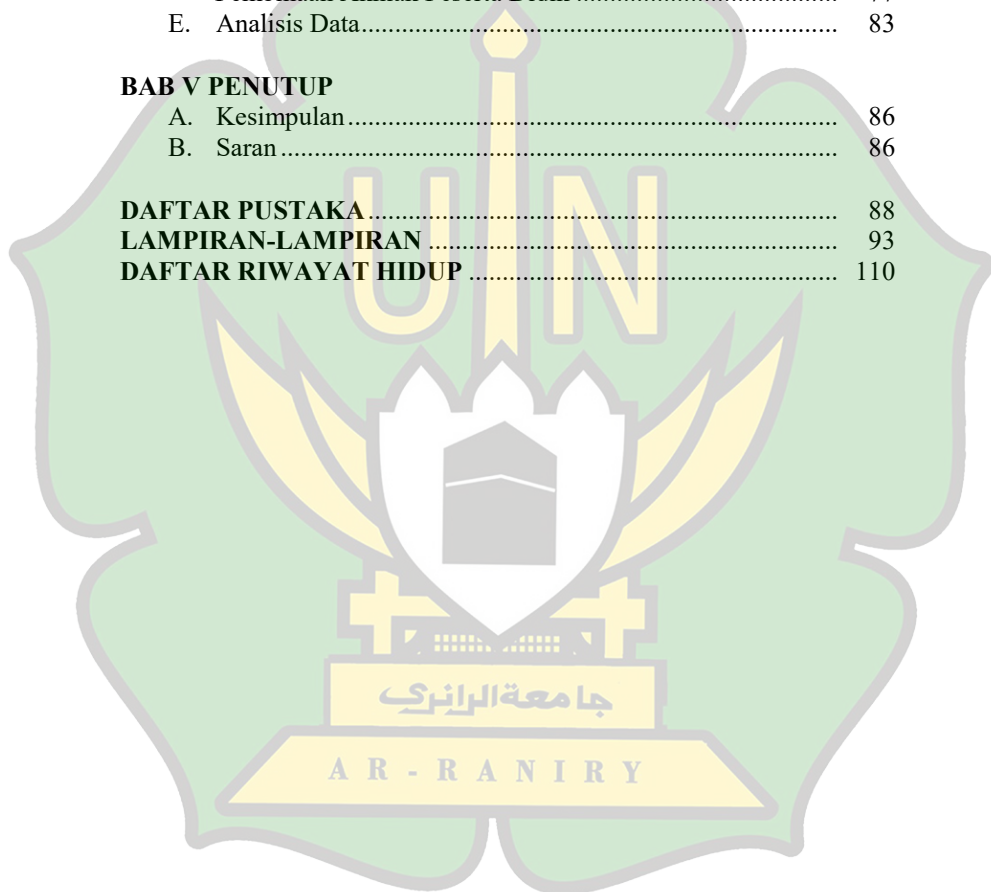 E. Analisis Data........................................................................ 83
BAB V PENUTUP
A. Kesimpulan.......................................................................... 86
B. Saran.................................................................................... 86
DAFTAR PUSTAKA...................................................................... 88
LAMPIRAN-LAMPIRAN............................................................. 93
DAFTAR RIWAYAT HIDUP........................................................ 110
UIN
جامعة الرانري
AR-RANIRY